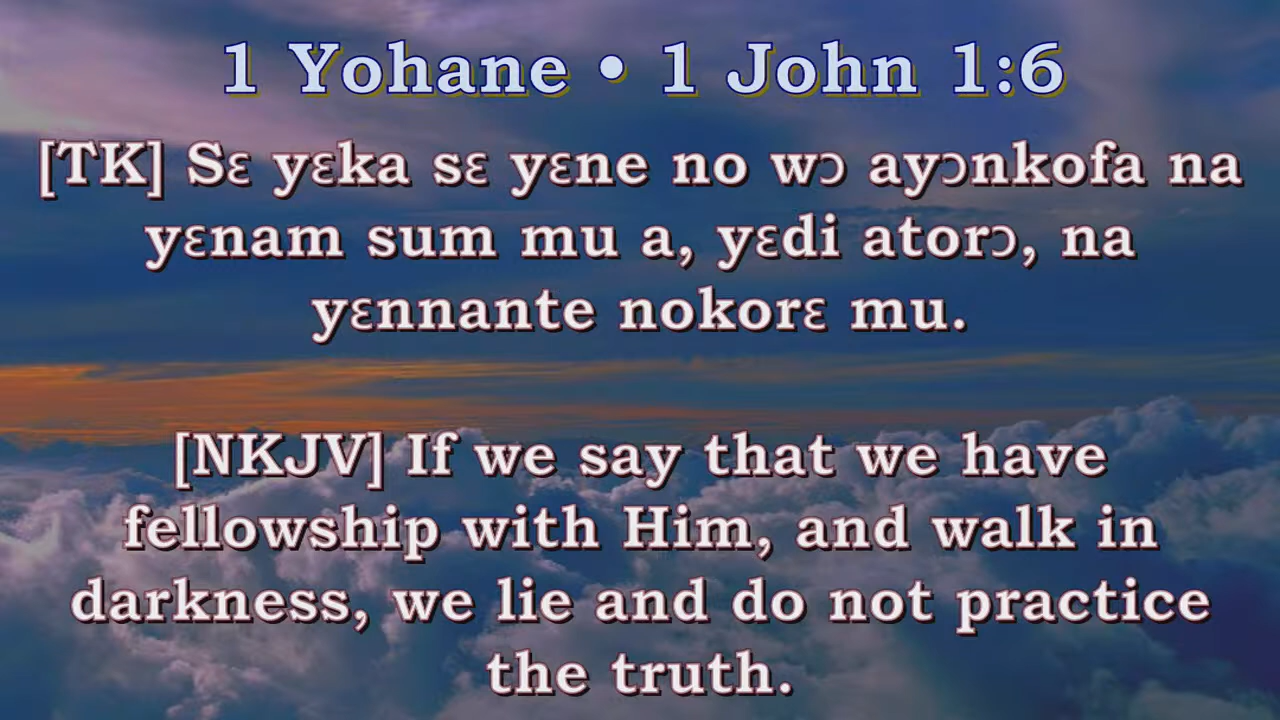 1 Yohane • 1 John 1:6
[TK] Sɛ yɛka sɛ yɛne no wɔ ayɔnkofa na
yɛnam sum mu a, yɛdi atorɔ, na
yɛnnante nokorɛ mu.
[NKJV] If we say that we have
fellowship with Him, and walk in
darkness, we lie and do not practice
the truth.